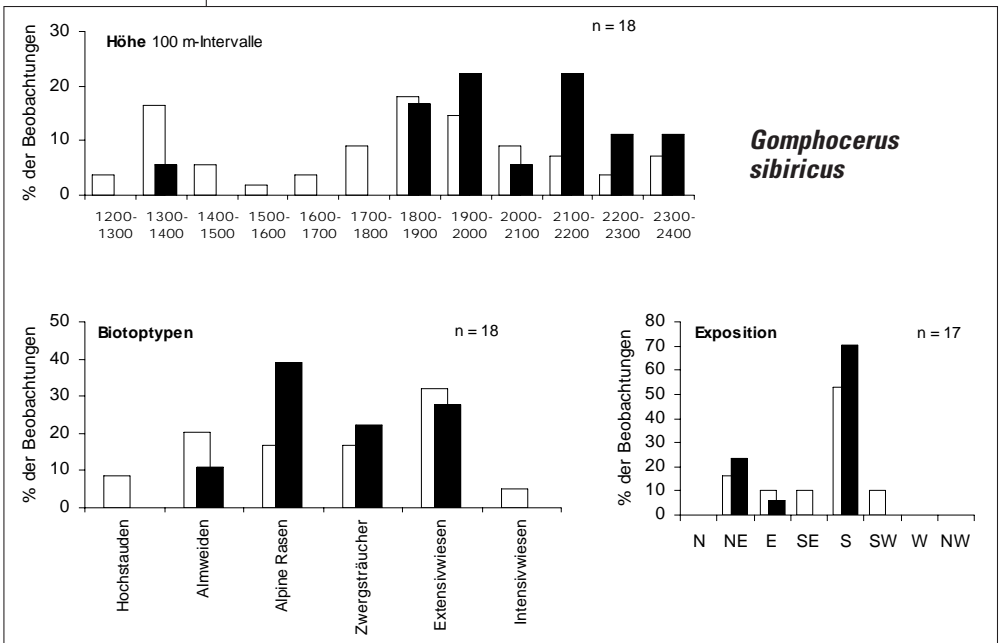 Höhe 100 m-Intervalle
n = 18
% der Beobachtungen
30
20
10
0
1200-1300
1300-1400
1400-1500
1500-1600
1600-1700
1700-1800
1800-1900
1900-2000
2000-2100
2100-2200
2200-2300
2300-2400
Gomphocerus
sibiricus
Biotoptypen
n = 18
% der Beobachtungen
50
40
30
20
10
0
Hochstauden
Almweiden
Alpine Rasen
Zwergsträucher
Extensivwiesen
Intensivwiesen
Exposition
n = 17
% der Beobachtungen
80
70
60
50
40
30
20
10
0
N NE E SE S SW W NW